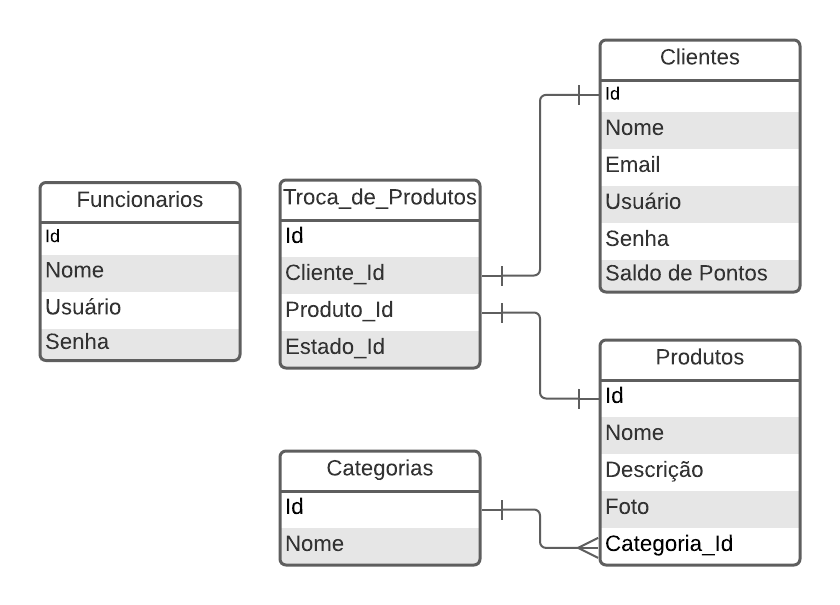 Funcionarios
Id
Nome
Usuário
Senha
Troca_de_Produtos
Id
Cliente_Id
Produto_Id
Estado_Id
Categorias
Id
Nome
Clientes
Id
Nome
Email
Usuário
Senha
Saldo de Pontos
Produtos
Id
Nome
Descrição
Foto
Categoria_Id